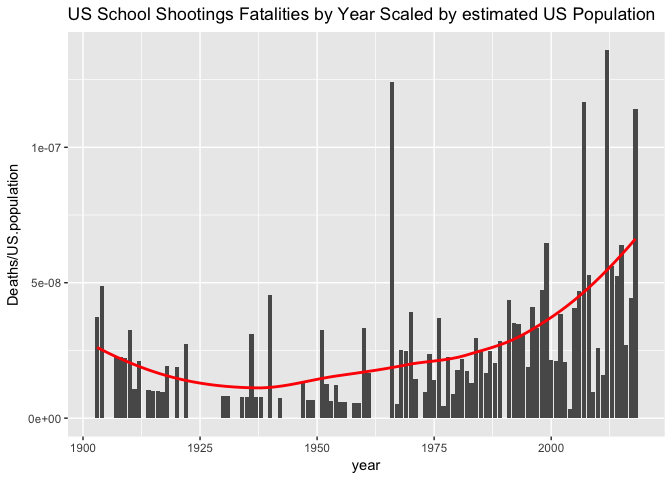 US School Shootings Fatalities by Year Scaled by estimated US Population
Deaths/US.population
1e-07
5e-08
0e+00
1900 1925 1950 1975 2000
year